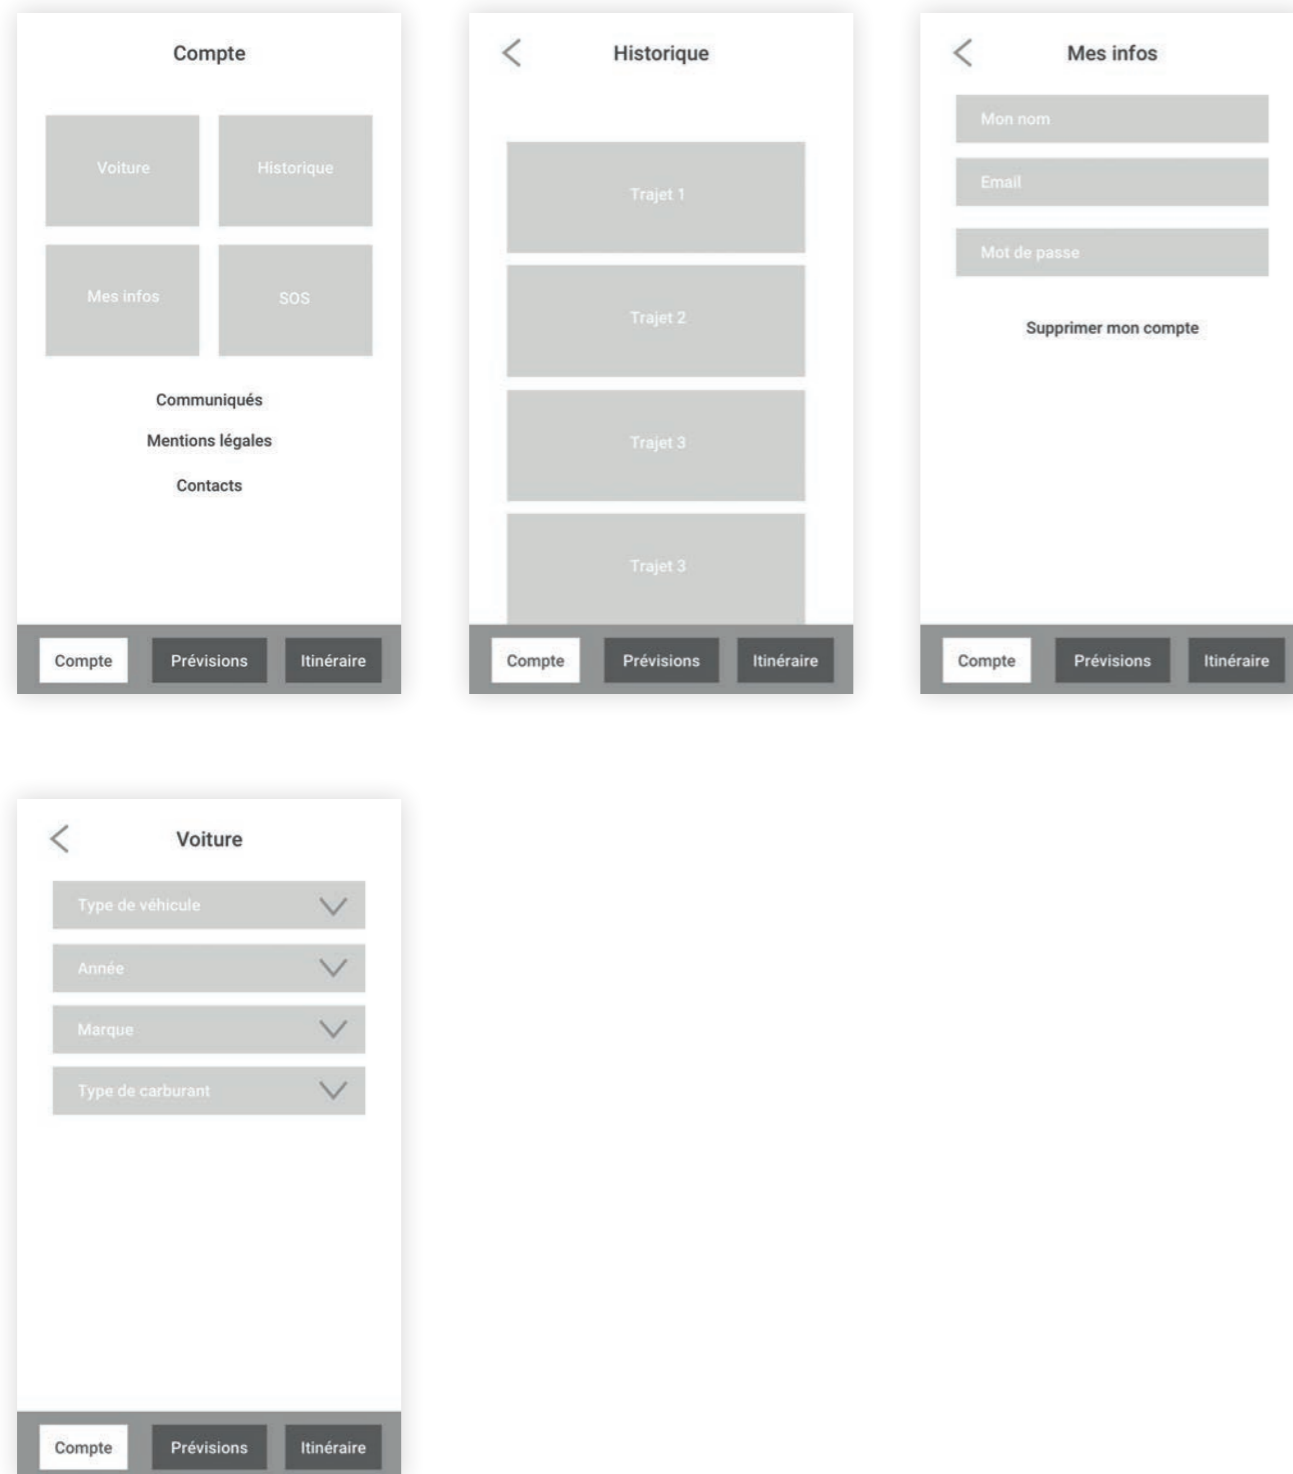 Compte
Voiture
Historique
Mes infos
SOS
Communiqués
Mentions légales
Contacts
Compte
Prévisions
Itinéraire
Historique
Trajet 1
Trajet 2
Trajet 3
Trajet 3
Compte
Prévisions
Itinéraire
Mes infos
Mon nom
Email
Mot de passe
Supprimer mon compte
Compte
Prévisions
Itinéraire
Voiture
Type de véhicule
Année
Marque
Type de carburant
Compte
Prévisions
Itinéraire